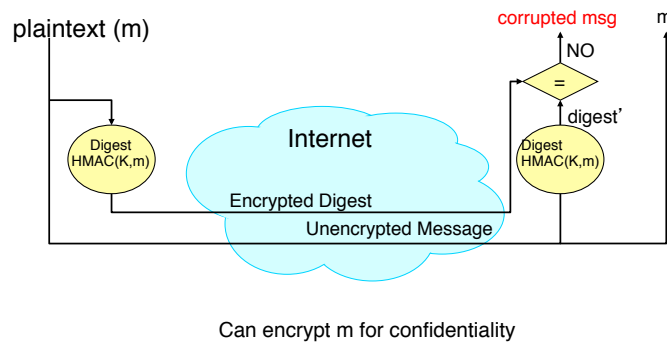 corrupted msg
m
plaintext (m)
NO
=
digest'
Digest
HMAC(K,m)
Internet
Digest
HMAC(K,m)
Encrypted Digest
Unencrypted Message
Can encrypt m for confidentiality